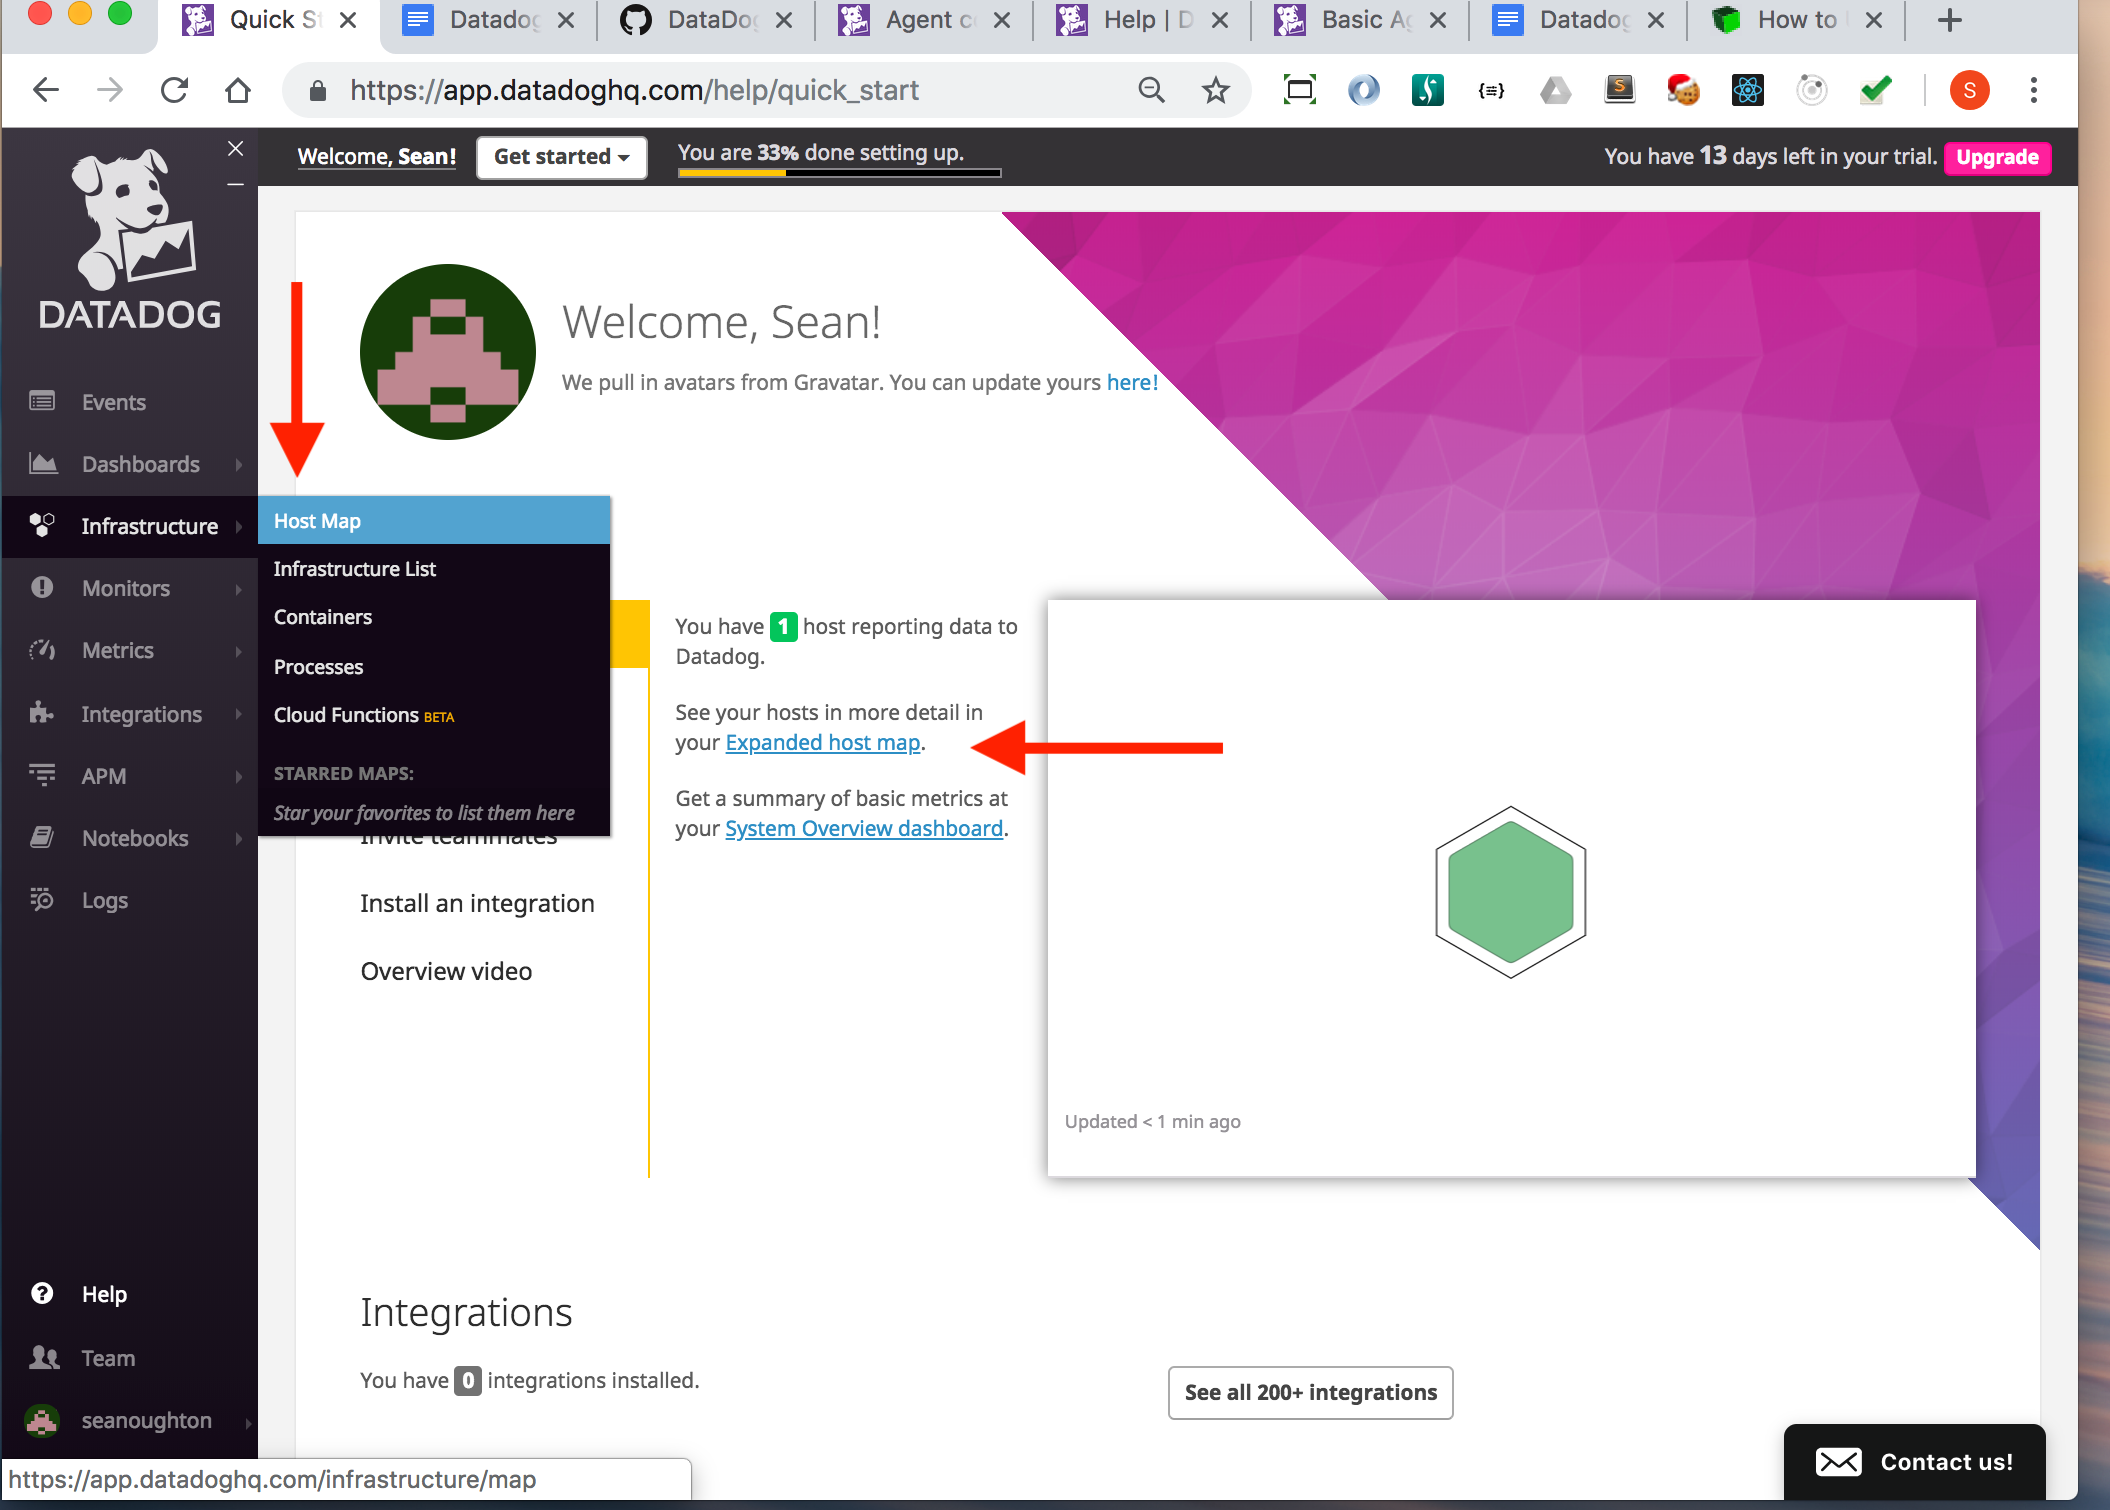 Quick S
Datadog
DataDo
Agent c
Help | D
Basic A
Datadog
How to
https://app.datadoghq.com/help/quick_start
S
S
Welcome, Sean!
Get started
You are 33% done setting up.
You have 13 days left in your trial.
Upgrade
DATADOG
Welcome, Sean!
We pull in avatars from Gravatar. You can update yours here!
Events
Dashboards
Infrastructure
Monitors
Metrics
Integrations
APM
Notebooks
Logs
Host Map
Infrastructure List
Containers
Processes
Cloud Functions BETA
STARRED MAPS:
Star your favorites to list them here
Invite teammates
Install an integration
Overview video
You have 1 host reporting data to
Datadog.
See your hosts in more detail in
your Expanded host map.
Get a summary of basic metrics at
your System Overview dashboard.
Updated < 1 min ago
Integrations
You have 0 integrations installed.
See all 200+ integrations
Help
Team
seanoughton
Contact us!
https://app.datadoghq.com/infrastructure/map